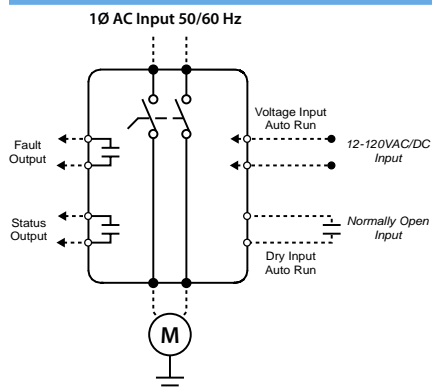 1Ø AC Input 50/60 Hz
Voltage Input
Auto Run
Fault
Output
12-120VAC/DC
Input
Status
Output
Normally Open
Input
Dry Input
Auto Run
M